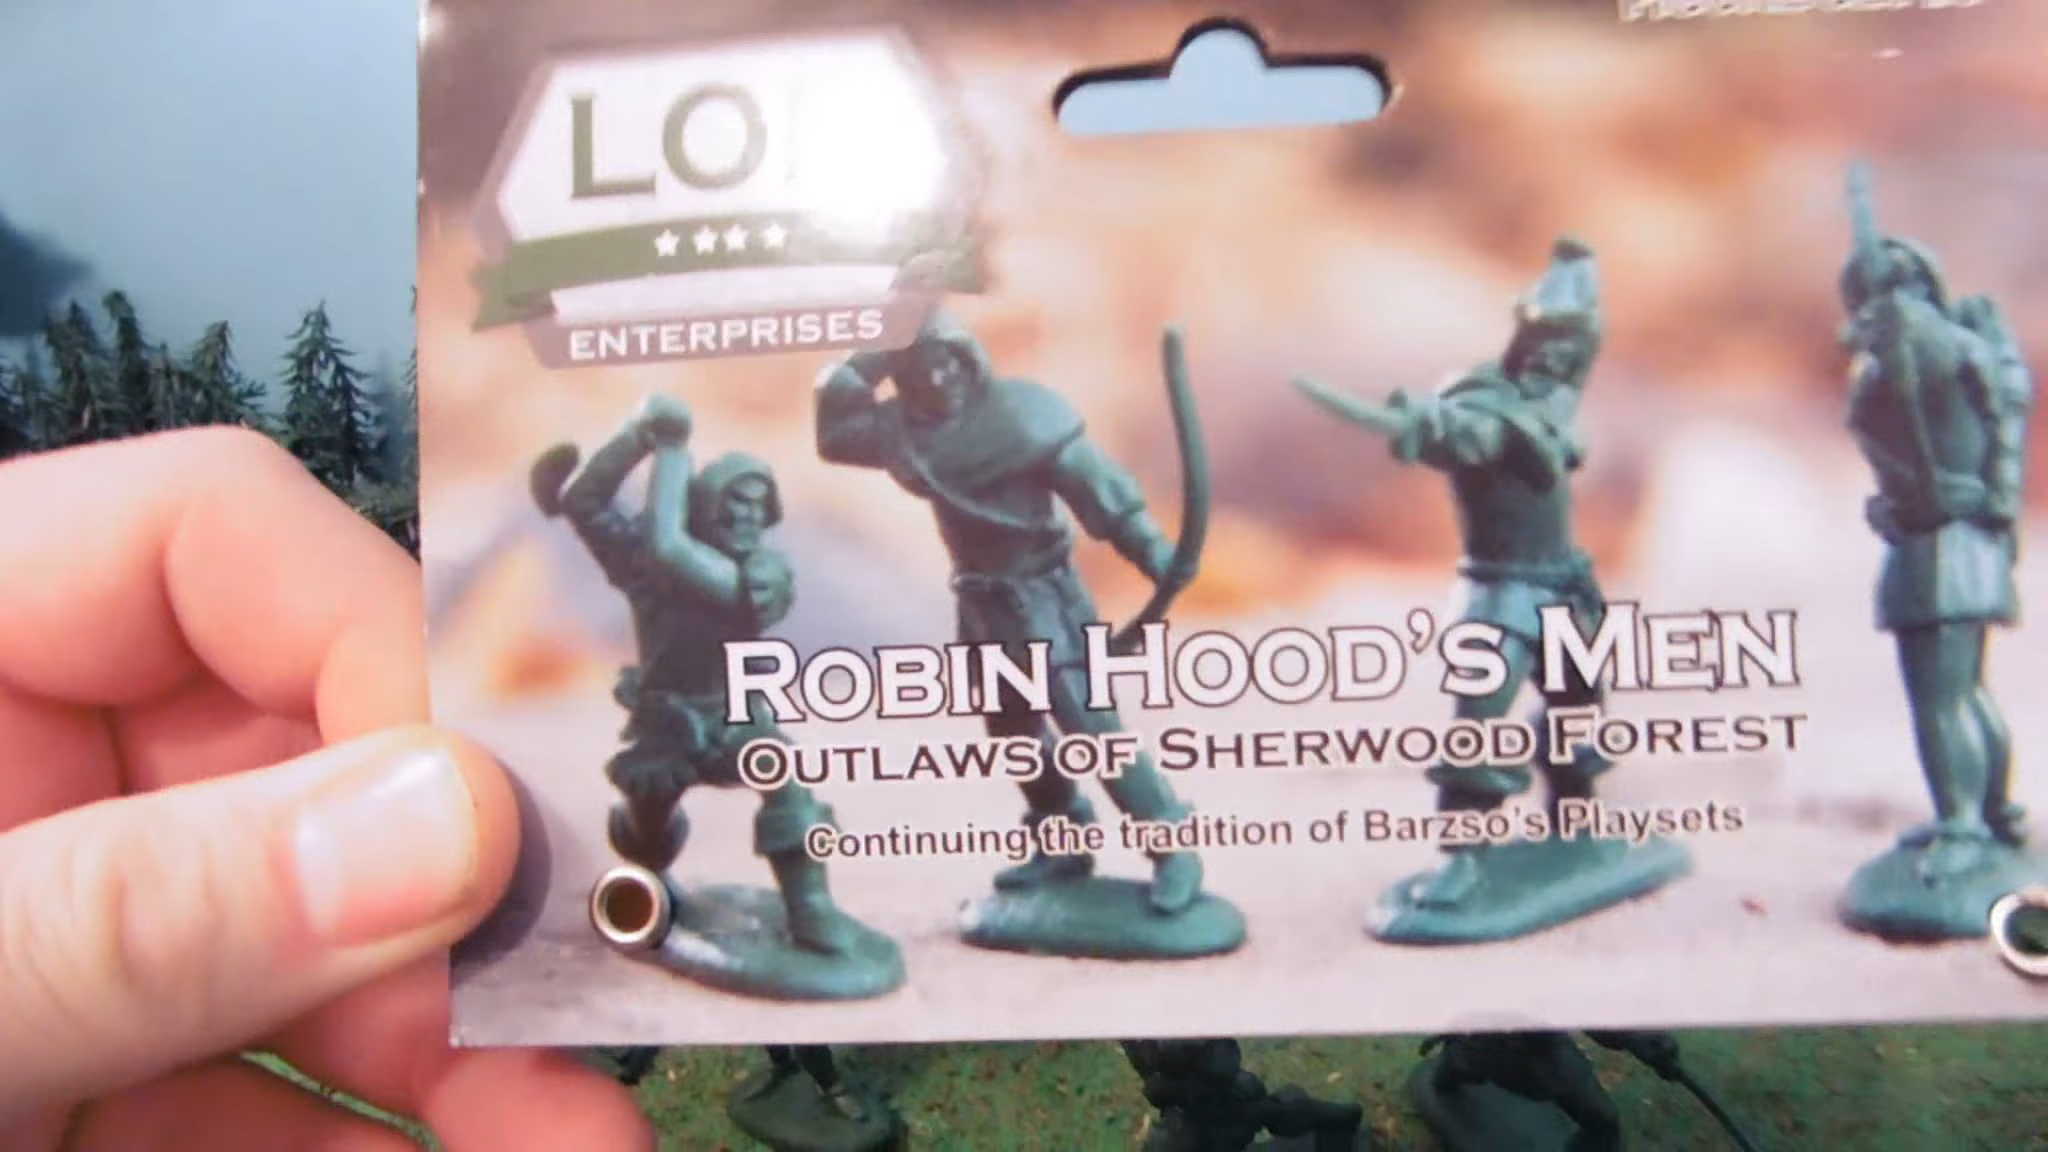 LO
ENTERPRISES
ROBIN HOOD'S MEN
OUTLAWS OF SHERWOOD FOREST
Continuing the tradition of Barzso's Playsets